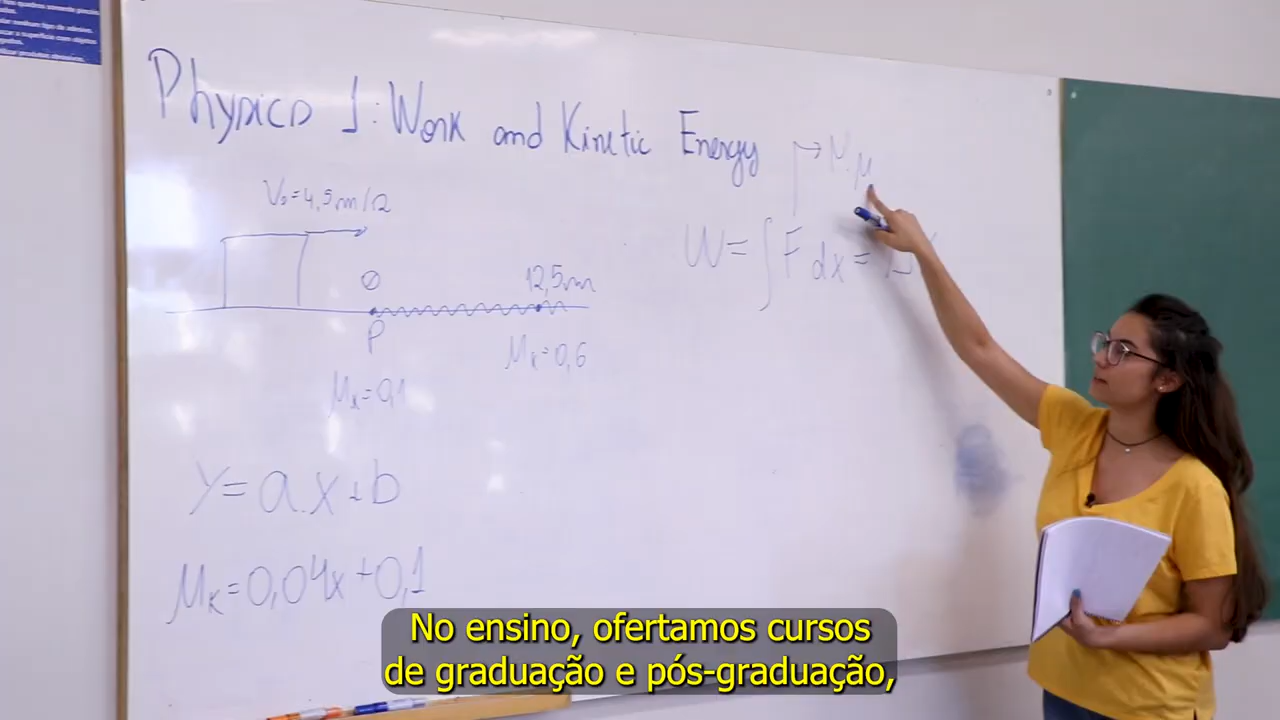 Physics 1: Work and Kinetic Energy
V₀=4,5m/s
0
12,5m
P
μₖ=0,1
μₖ=0,6
N.μ
W=∫F dx=
y=a.x+b
μₖ=0,04x+0,1
No ensino, ofertamos cursos
de graduação e pós-graduação,